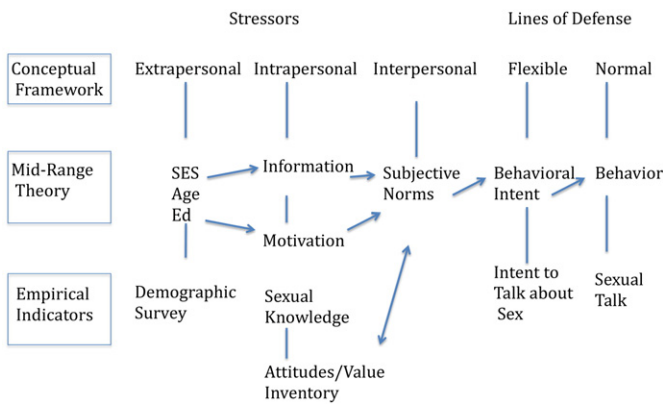 Stressors Lines of Defense
Conceptual Framework
Extrapersonal Intrapersonal Interpersonal Flexible Normal
Mid-Range Theory
SES
Age
Ed
Information
Motivation
Subjective
Norms
Behavioral
Intent
Behavior
Empirical
Indicators
Demographic
Survey
Sexual
Knowledge
Attitudes/Value
Inventory
Intent to
Talk about
Sex
Sexual
Talk